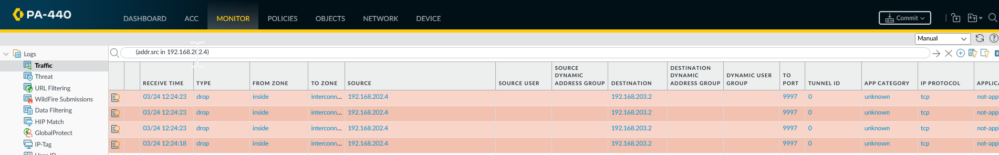 PA-440
DASHBOARD ACC MONITOR POLICIES OBJECTS NETWORK DEVICE Commit
Manual
Logs
(addr.src in 192.168.202.4)
Traffic
Threat
URL Filtering
WildFire Submissions
Data Filtering
HIP Match
GlobalProtect
IP-Tag
RECEIVE TIME TYPE FROM ZONE TO ZONE SOURCE SOURCE USER SOURCE DYNAMIC ADDRESS GROUP DESTINATION DESTINATION DYNAMIC ADDRESS GROUP DYNAMIC USER GROUP TO PORT TUNNEL ID APP CATEGORY IP PROTOCOL APPLICA
03/24 12:24:23 drop inside interconn... 192.168.202.4 192.168.203.2 9997 0 unknown tcp not-app
03/24 12:24:23 drop inside interconn... 192.168.202.4 192.168.203.2 9997 0 unknown tcp not-app
03/24 12:24:23 drop inside interconn... 192.168.202.4 192.168.203.2 9997 0 unknown tcp not-app
03/24 12:24:18 drop inside interconn... 192.168.202.4 192.168.203.2 9997 0 unknown tcp not-app